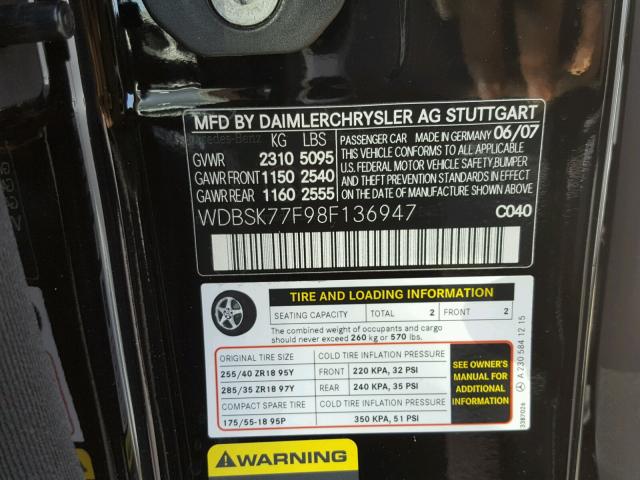 MFD BY DAIMLERCHRYSLER AG STUTTGART
Mercedes-Benz
KG LBS
GVWR 2310 5095
GAWR FRONT 1150 2540
GAWR REAR 1160 2555
PASSENGER CAR MADE IN GERMANY 06/07
THIS VEHICLE CONFORMS TO ALL APPLICABLE
U.S. FEDERAL MOTOR VEHICLE SAFETY, BUMPER
AND THEFT PREVENTION STANDARDS IN EFFECT
ON THE DATE OF MANUFACTURE SHOWN ABOVE
WDBSK77F98F136947 C040
TIRE AND LOADING INFORMATION
SEATING CAPACITY TOTAL 2 FRONT 2
The combined weight of occupants and cargo
should never exceed 260 kg or 570 lbs.
ORIGINAL TIRE SIZE COLD TIRE INFLATION PRESSURE
255/40 ZR18 95Y FRONT 220 KPA, 32 PSI
285/35 ZR18 97Y REAR 240 KPA, 35 PSI
COMPACT SPARE TIRE COLD TIRE INFLATION PRESSURE
175/55-18 95P 350 KPA, 51 PSI
SEE OWNER'S
MANUAL FOR
ADDITIONAL
INFORMATION
A 230 584 12 15
3387026
WARNING